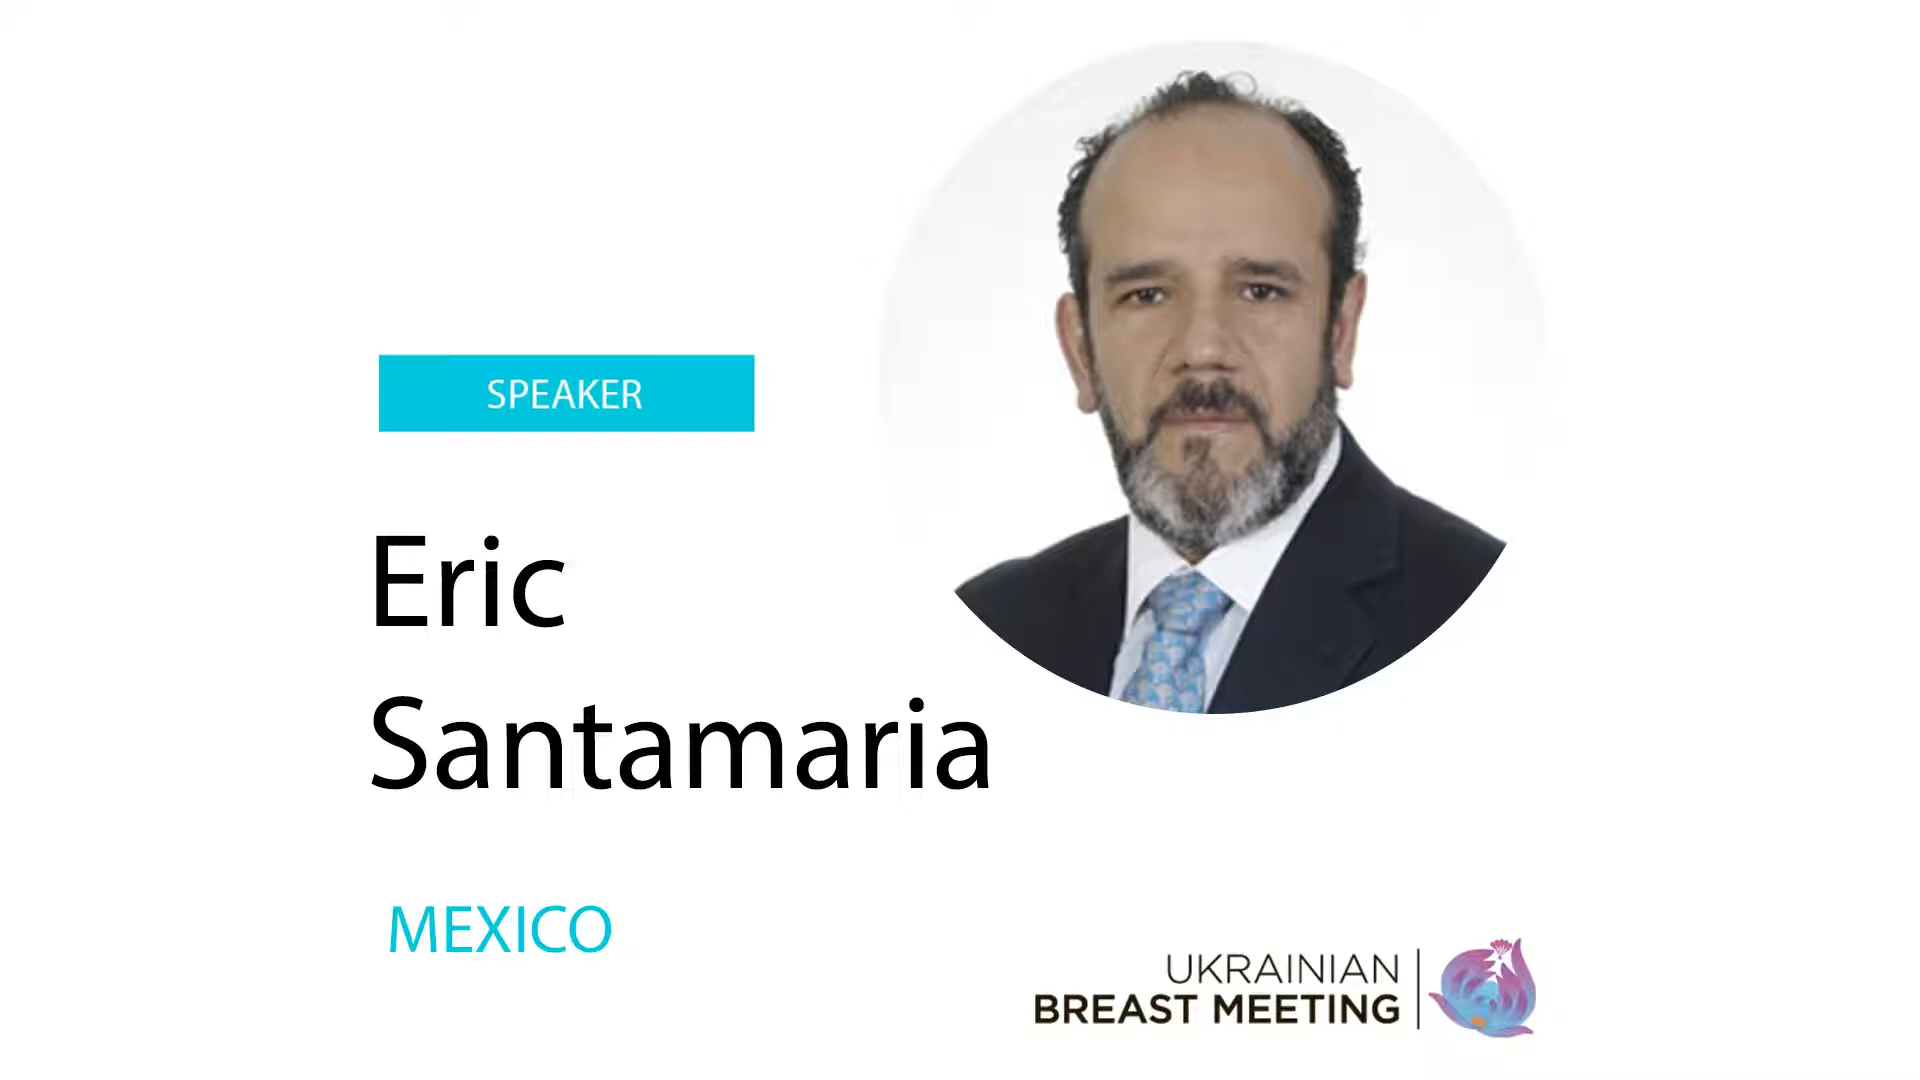 SPEAKER
Eric
Santamaria
MEXICO
UKRAINIAN
BREAST MEETING